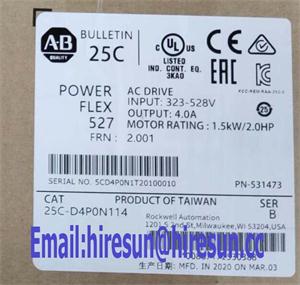 A-B
QUALITY
BULLETIN
25C
UL
US
LISTED
IND. CONT. EQ.
3KA0
EAC
POWER
FLEX
527
AC DRIVE
INPUT: 323-528V
OUTPUT: 4.0A
MOTOR RATING: 1.5kW/2.0HP
FRN : 2.001
25
SERIAL NO. 5CD4P0N1T20100010
PN-531473
CAT
PRODUCT OF TAIWAN
SER
25C-D4P0N114
Rockwell Automation
B
1201 S 2nd St, Milwaukee, WI 53204, USA
Email:hiresun@hiresun.cc
MFD. IN 2020 ON MAR.03